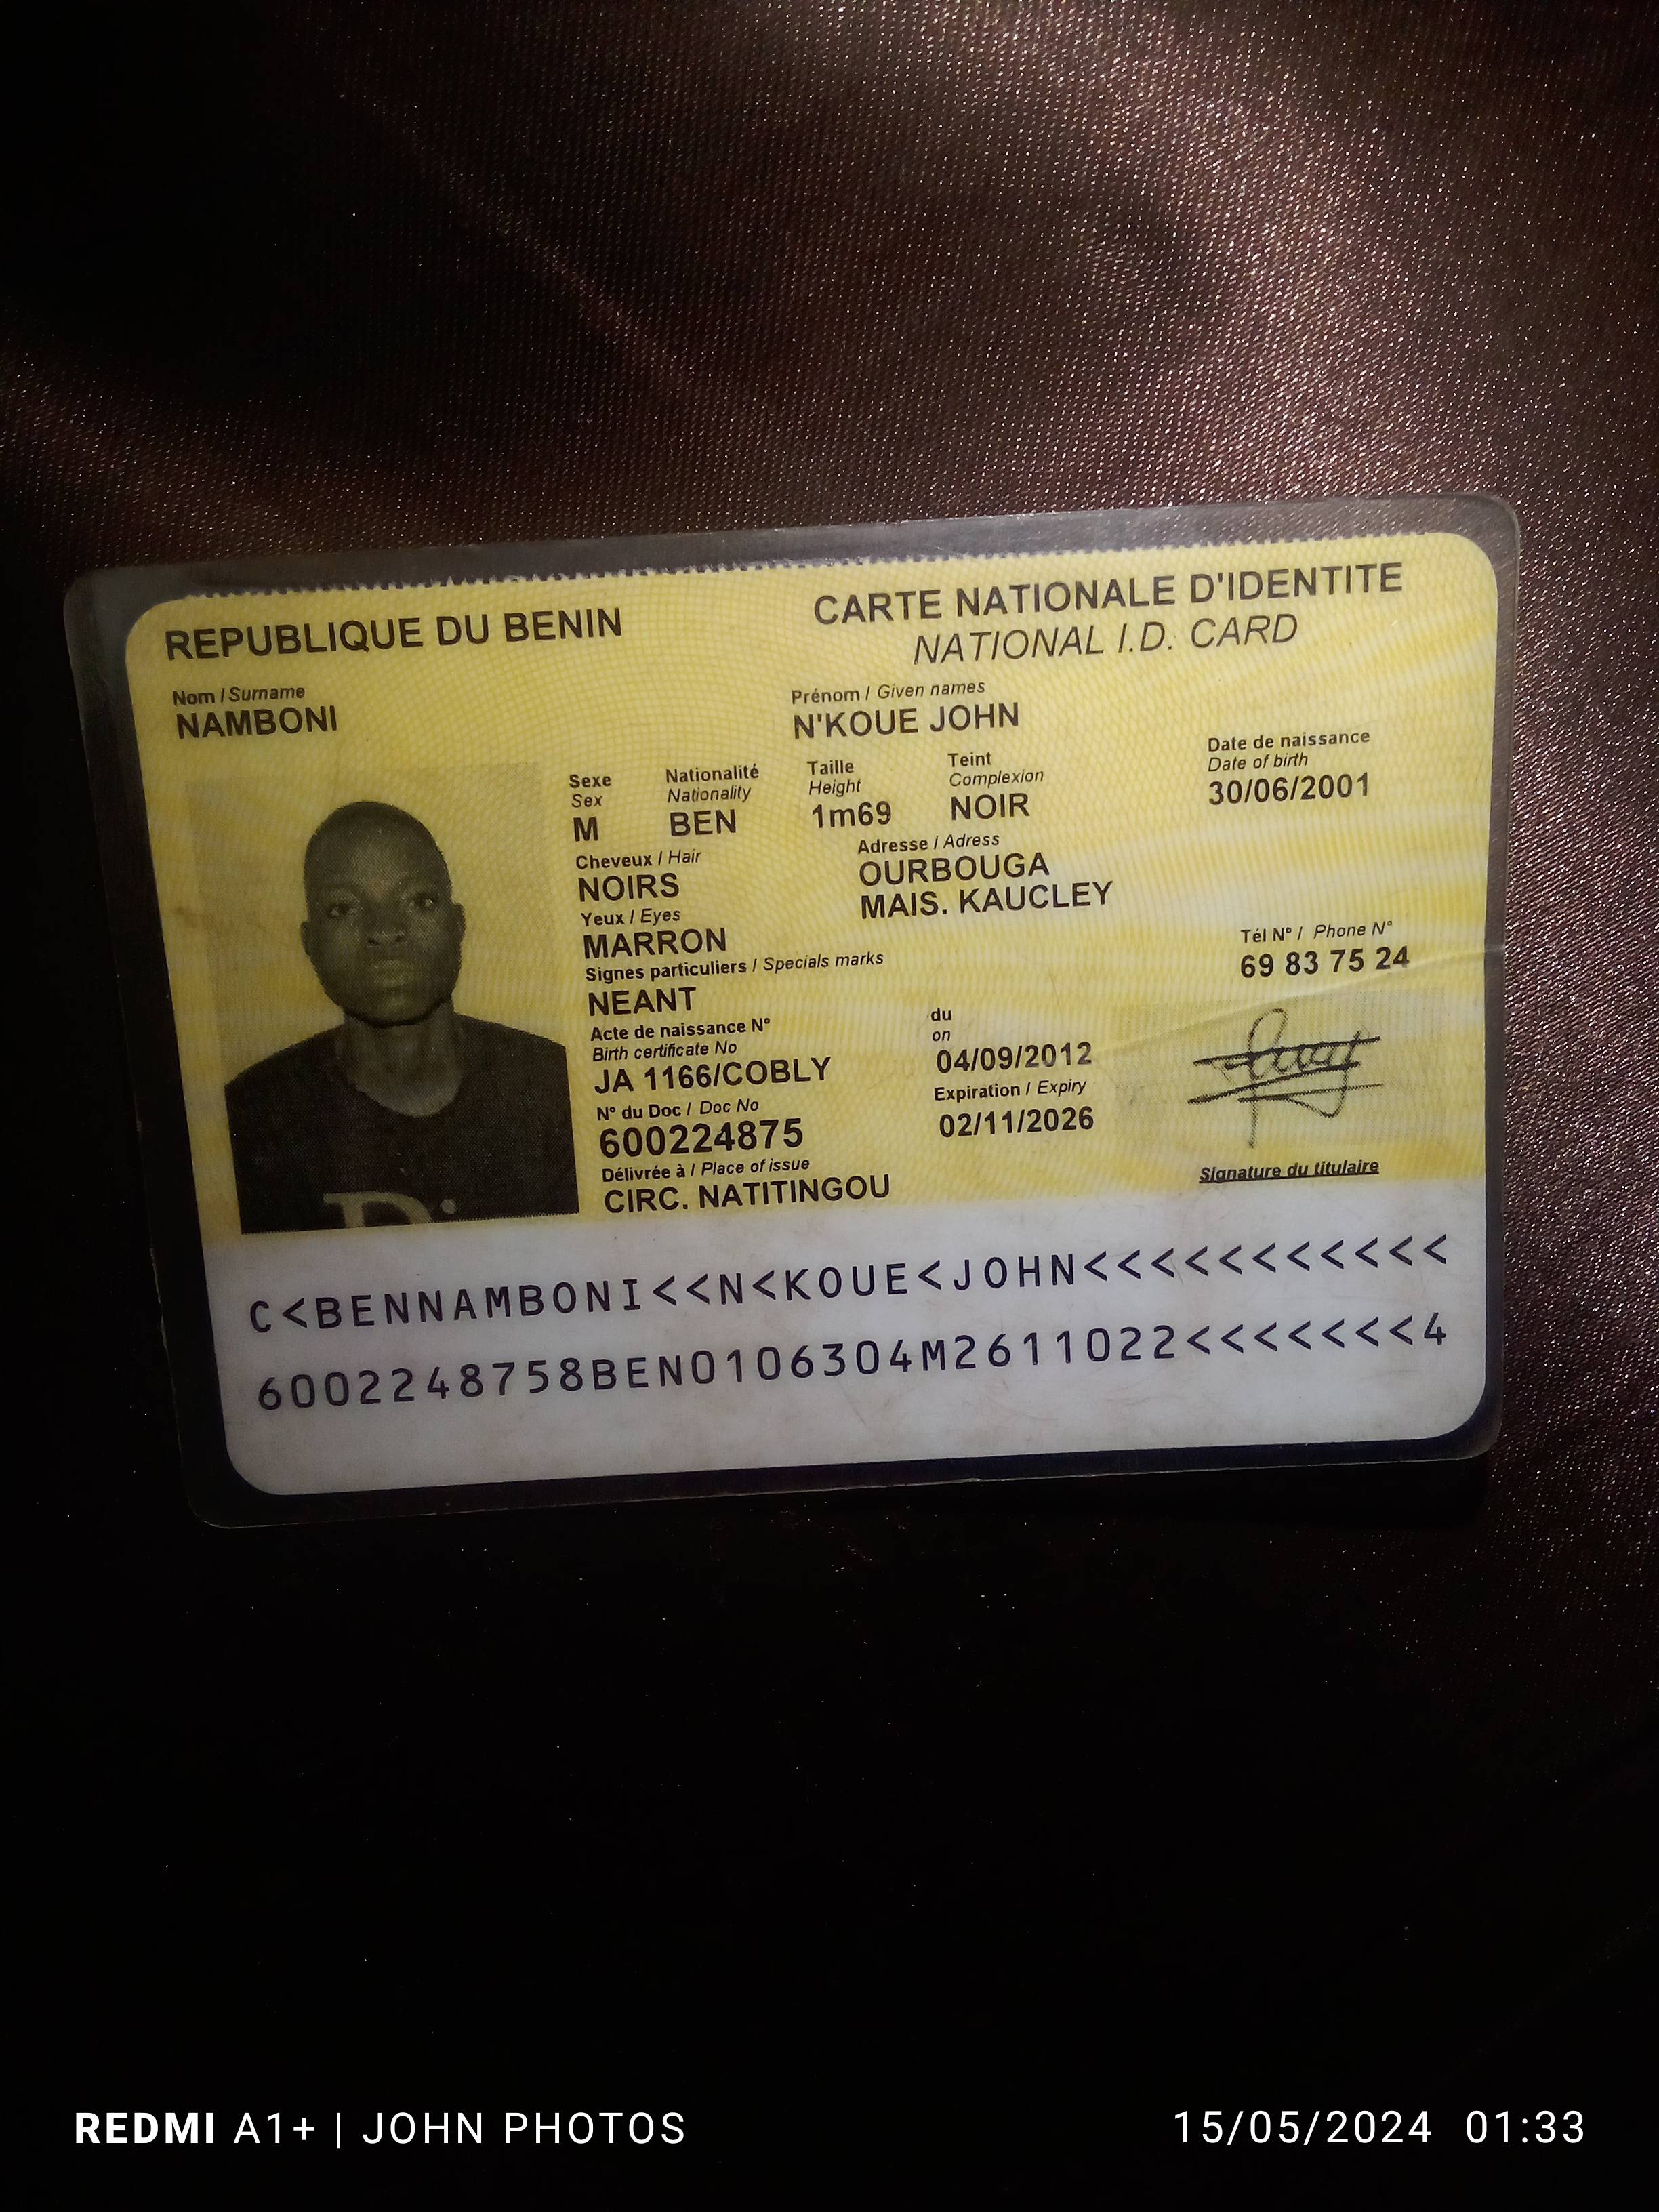 REPUBLIQUE DU BENIN
CARTE NATIONALE D'IDENTITE
NATIONAL I.D. CARD
Nom / Surname
NAMBONI
Prénom / Given names
N'KOUE JOHN
Sexe
Sex
M
Nationalité
Nationality
BEN
Taille
Height
1m69
Teint
Complexion
NOIR
Date de naissance
Date of birth
30/06/2001
Cheveux / Hair
NOIRS
Adresse / Adress
OURBOUGA
MAIS. KAUCLEY
Yeux / Eyes
MARRON
Tél N° / Phone N°
69 83 75 24
Signes particuliers / Specials marks
NEANT
Acte de naissance N°
Birth certificate No
JA 1166/COBLY
du
on
04/09/2012
N° du Doc / Doc No
600224875
Expiration / Expiry
02/11/2026
Délivrée à / Place of issue
CIRC. NATITINGOU
Signature du titulaire
C<BENNAMBONI<<N<KOUE<JOHN<<<<<<<<<<<
6002248758BEN0106304M2611022<<<<<<<4
REDMI A1+ | JOHN PHOTOS
15/05/2024 01:33